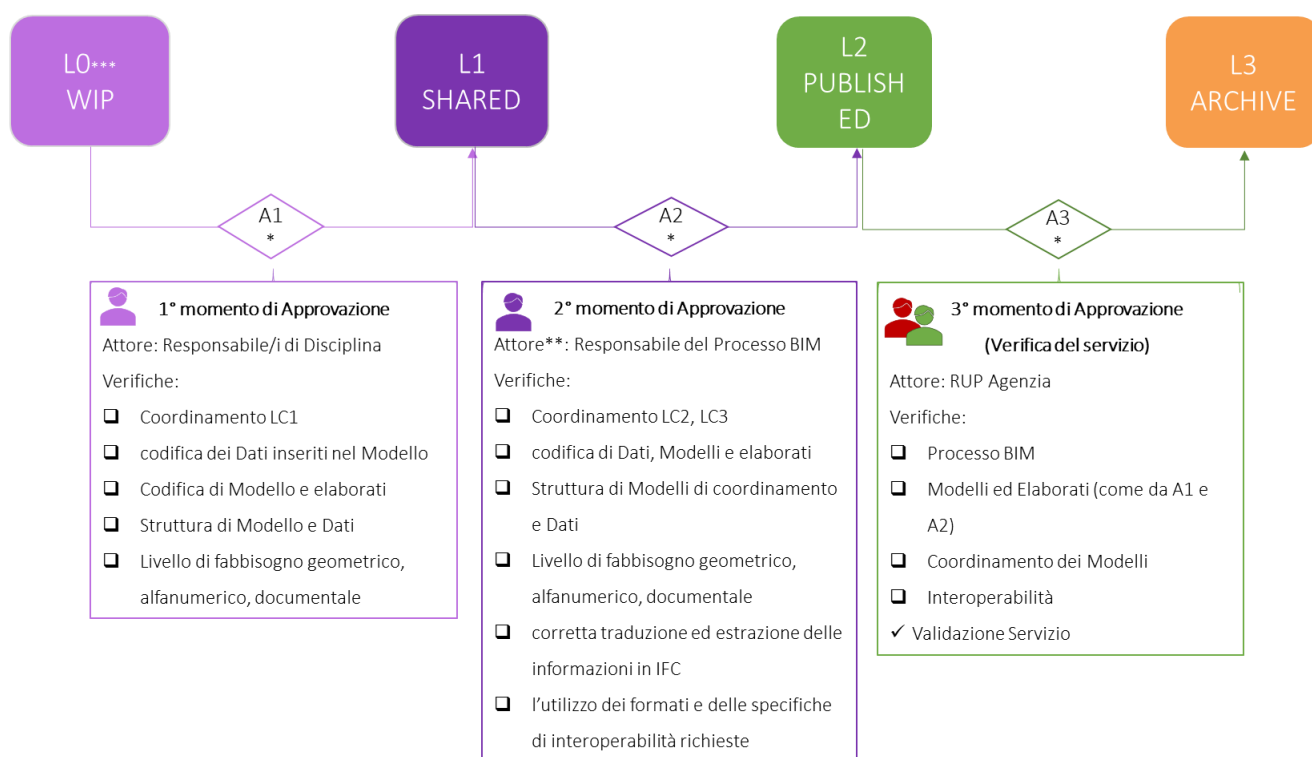 L0***
WIP
L1
SHARED
L2
PUBLISH
ED
L3
ARCHIVE
A1
*
A2
*
A3
*
1° momento di Approvazione
Attore: Responsabile/i di Disciplina
Verifiche:
❑ Coordinamento LC1
❑ codifica dei Dati inseriti nel Modello
❑ Codifica di Modello e elaborati
❑ Struttura di Modello e Dati
❑ Livello di fabbisogno geometrico,
alfanumerico, documentale
2° momento di Approvazione
Attore**: Responsabile del Processo BIM
Verifiche:
❑ Coordinamento LC2, LC3
❑ codifica di Dati, Modelli e elaborati
❑ Struttura di Modelli di coordinamento
e Dati
❑ Livello di fabbisogno geometrico,
alfanumerico, documentale
❑ corretta traduzione ed estrazione delle
informazioni in IFC
❑ l'utilizzo dei formati e delle specifiche
di interoperabilità richieste
3° momento di Approvazione
(Verifica del servizio)
Attore: RUP Agenzia
Verifiche:
❑ Processo BIM
❑ Modelli ed Elaborati (come da A1 e
A2)
❑ Coordinamento dei Modelli
❑ Interoperabilità
✓ Validazione Servizio